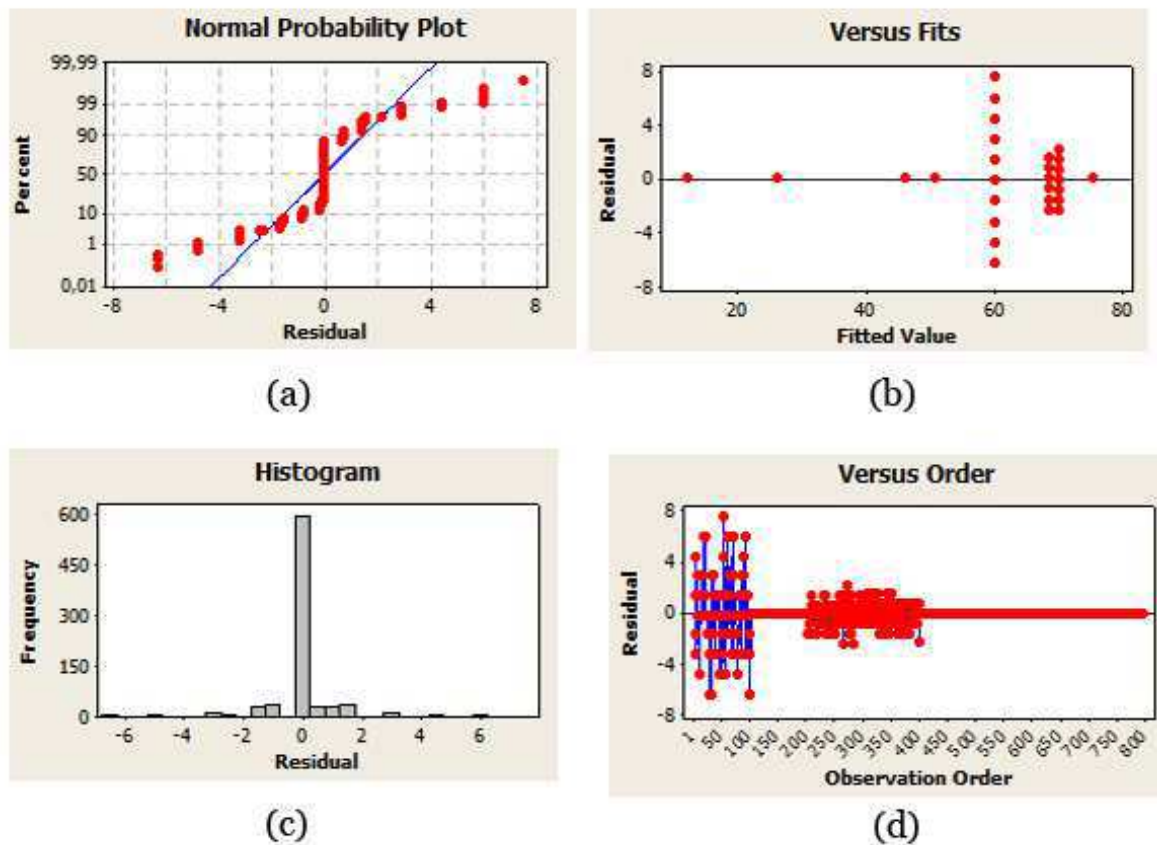 Normal Probability Plot
99,99
99
90
50
10
1
0,01
Percent
-8 -4 0 4 8
Residual
(a)
Versus Fits
8
4
0
-4
-8
Residual
20 40 60 80
Fitted Value
(b)
Histogram
600
450
300
150
0
Frequency
-6 -4 -2 0 2 4 6
Residual
(c)
Versus Order
8
4
0
-4
-8
Residual
1 50 100 150 200 250 300 350 400 450 500 550 600 650 700 750 800
Observation Order
(d)